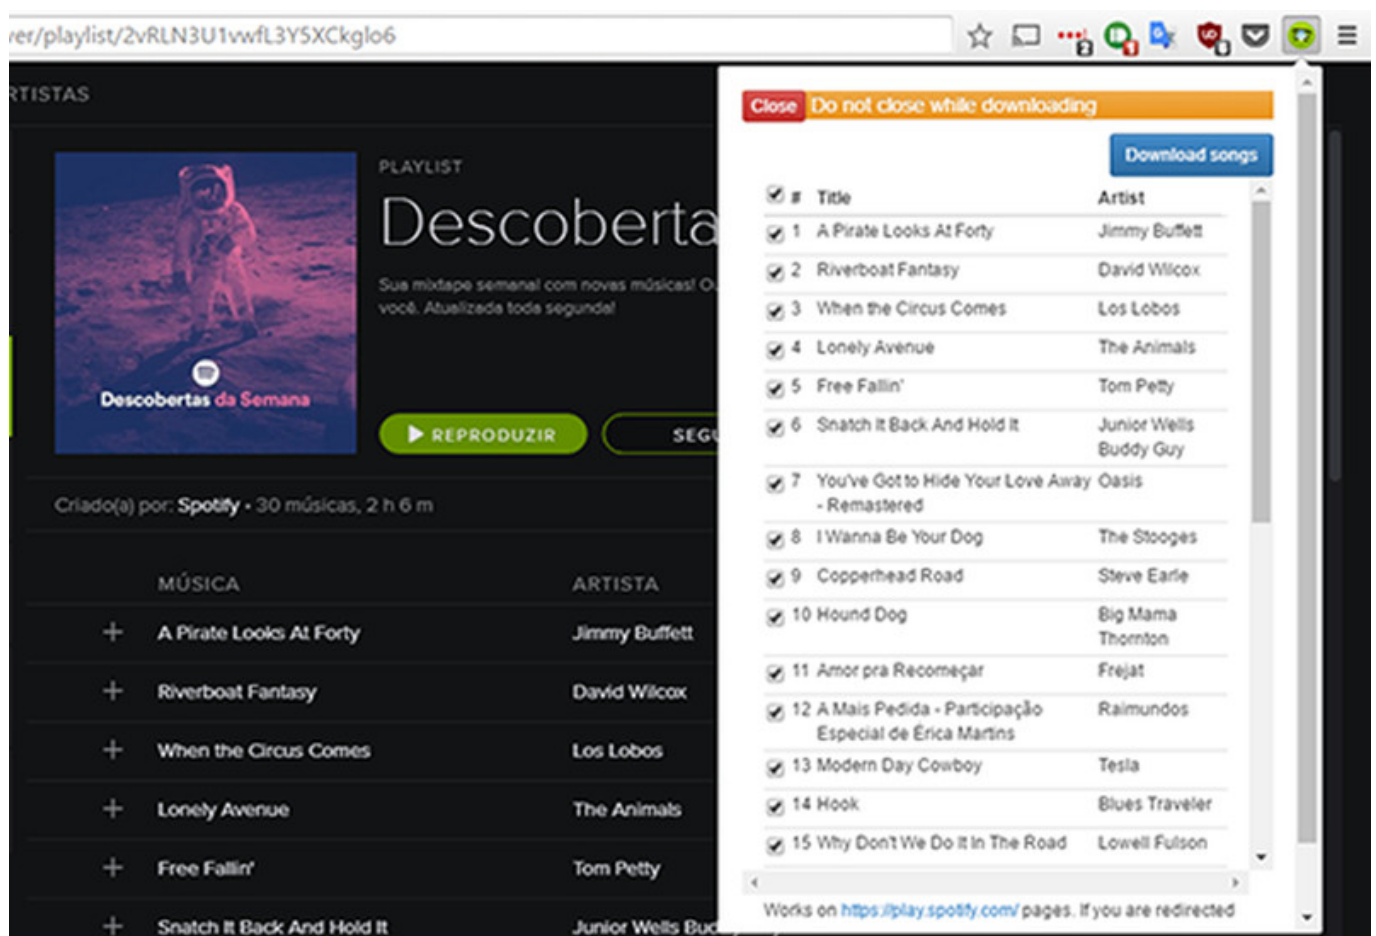 ver/playlist/2vRLN3U1vwfL3Y5XCkglo6
RTISTAS
PLAYLIST
Descoberta
Sua mixtape semanal com novas músicas!
você. Atualizada toda segunda!
Descobertas da Semana
REPRODUZIR
SEGU
Criado(a) por: Spotify • 30 músicas, 2 h 6 m
MÚSICA ARTISTA
+ A Pirate Looks At Forty Jimmy Buffett
+ Riverboat Fantasy David Wilcox
+ When the Circus Comes Los Lobos
+ Lonely Avenue The Animals
+ Free Fallin' Tom Petty
+ Snatch It Back And Hold It Junior Wells Bud
Close Do not close while downloading
Download songs
# Title Artist
1 A Pirate Looks At Forty Jimmy Buffett
2 Riverboat Fantasy David Wilcox
3 When the Circus Comes Los Lobos
4 Lonely Avenue The Animals
5 Free Fallin' Tom Petty
6 Snatch It Back And Hold It Junior Wells
Buddy Guy
7 You've Got to Hide Your Love Away Oasis
- Remastered
8 I Wanna Be Your Dog The Stooges
9 Copperhead Road Steve Earle
10 Hound Dog Big Mama
Thornton
11 Amor pra Recomeçar Frejat
12 A Mais Pedida - Participação Raimundos
Especial de Érica Martins
13 Modern Day Cowboy Tesla
14 Hook Blues Traveler
15 Why Don't We Do It In The Road Lowell Fulson
Works on https://play.spotify.com/ pages. If you are redirected